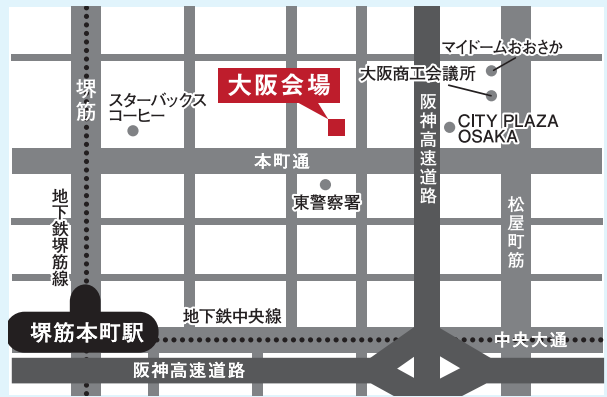 マイドームおおさか
大阪商工会議所
大阪会場
堺筋
スターバックス
コーヒー
阪神高速道路
CITY PLAZA
OSAKA
本町通
東警察署
地下鉄堺筋線
松屋町筋
地下鉄中央線
堺筋本町駅
中央大通
阪神高速道路